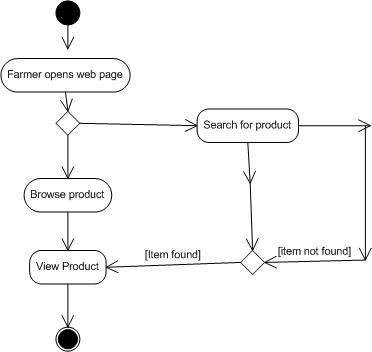 Farmer opens web page
Search for product
Browse product
[Item found]
[item not found]
View Product